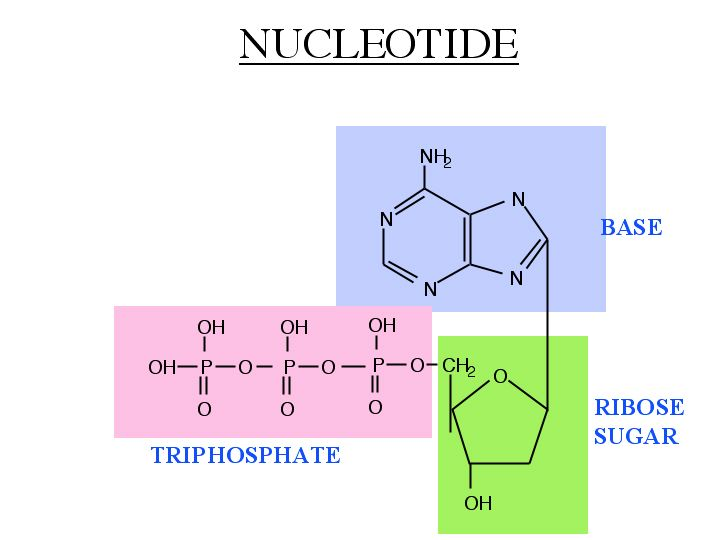 NUCLEOTIDE
NH2
N
N
BASE
N
N
OH OH OH
OH P O P O P O CH2 O
O O O
RIBOSE
SUGAR
TRIPHOSPHATE
OH